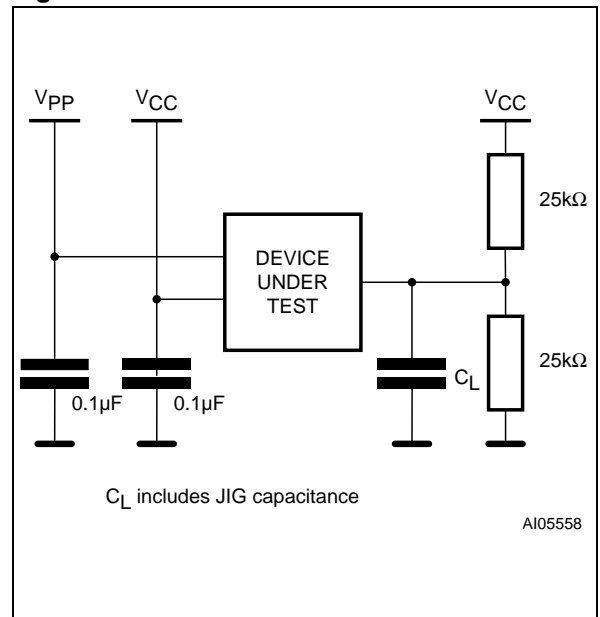 VPP
VCC
VCC
25kΩ
DEVICE
UNDER
TEST
25kΩ
CL
0.1µF
0.1µF
CL includes JIG capacitance
AI05558